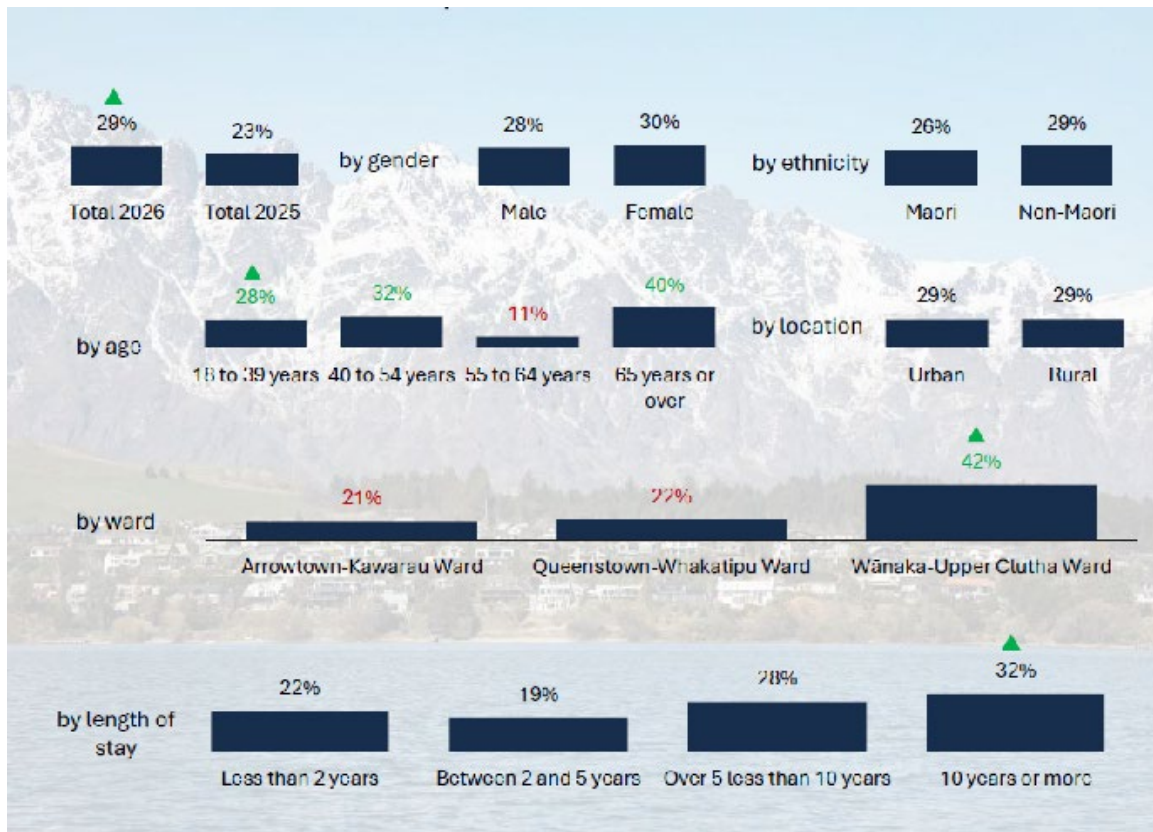 29% 23% 28% 30% 26% 29%
by gender by ethnicity
Total 2026 Total 2025 Male Female Maori Non-Maori
28% 32% 11% 40% 29% 29%
by age by location
18 to 39 years 40 to 54 years 55 to 64 years 65 years or over Urban Rural
42%
21% 22%
by ward
Arrowtown-Kawarau Ward Queenstown-Whakatipu Ward Wānaka-Upper Clutha Ward
22% 19% 28% 32%
by length of
stay
Less than 2 years Between 2 and 5 years Over 5 less than 10 years 10 years or more